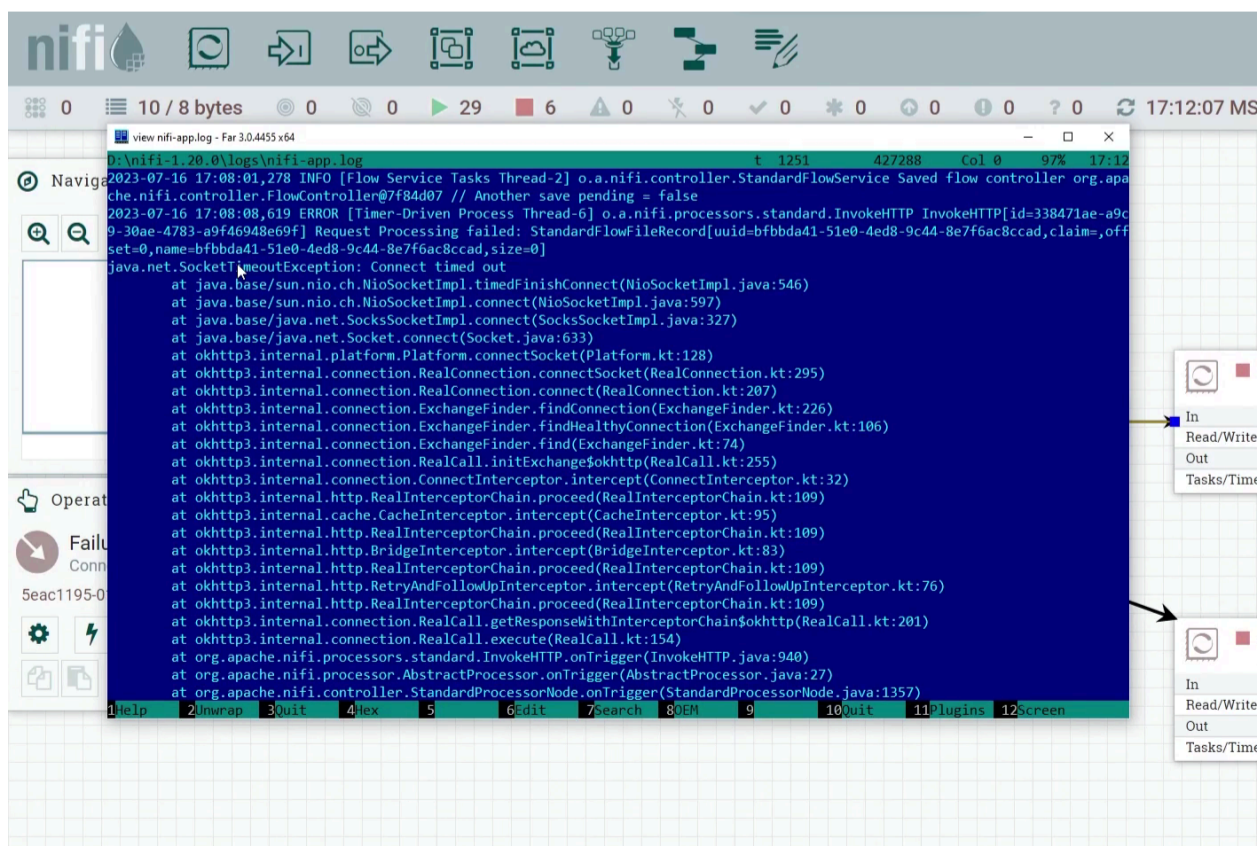 nifi
0 10 / 8 bytes 0 0 29 6 0 0 0 0 0 0 ? 0 17:12:07 MS
view nifi-app.log - Far 3.0.4455 x64
D:\nifi-1.20.0\logs\nifi-app.log t 1251 427288 Col 0 97% 17:12
2023-07-16 17:08:01,278 INFO [Flow Service Tasks Thread-2] o.a.nifi.controller.StandardFlowService Saved flow controller org.apa
che.nifi.controller.FlowController@7f84d07 // Another save pending = false
2023-07-16 17:08:08,619 ERROR [Timer-Driven Process Thread-6] o.a.nifi.processors.standard.InvokeHTTP InvokeHTTP[id=338471ae-a9c
9-30ae-4783-a9f46948e69f] Request Processing failed: StandardFlowFileRecord[uuid=bfbbda41-51e0-4ed8-9c44-8e7f6ac8ccad,claim=,off
set=0,name=bfbbda41-51e0-4ed8-9c44-8e7f6ac8ccad,size=0]
java.net.SocketTimeoutException: Connect timed out
at java.base/sun.nio.ch.NioSocketImpl.timedFinishConnect(NioSocketImpl.java:546)
at java.base/sun.nio.ch.NioSocketImpl.connect(NioSocketImpl.java:597)
at java.base/java.net.SocksSocketImpl.connect(SocksSocketImpl.java:327)
at java.base/java.net.Socket.connect(Socket.java:633)
at okhttp3.internal.platform.Platform.connectSocket(Platform.kt:128)
at okhttp3.internal.connection.RealConnection.connectSocket(RealConnection.kt:295)
at okhttp3.internal.connection.RealConnection.connect(RealConnection.kt:207)
at okhttp3.internal.connection.ExchangeFinder.findConnection(ExchangeFinder.kt:226)
at okhttp3.internal.connection.ExchangeFinder.findHealthyConnection(ExchangeFinder.kt:106)
at okhttp3.internal.connection.ExchangeFinder.find(ExchangeFinder.kt:74)
at okhttp3.internal.connection.RealCall.initExchange$okhttp(RealCall.kt:255)
at okhttp3.internal.connection.ConnectInterceptor.intercept(ConnectInterceptor.kt:32)
at okhttp3.internal.http.RealInterceptorChain.proceed(RealInterceptorChain.kt:109)
at okhttp3.internal.cache.CacheInterceptor.intercept(CacheInterceptor.kt:95)
at okhttp3.internal.http.RealInterceptorChain.proceed(RealInterceptorChain.kt:109)
at okhttp3.internal.http.BridgeInterceptor.intercept(BridgeInterceptor.kt:83)
at okhttp3.internal.http.RealInterceptorChain.proceed(RealInterceptorChain.kt:109)
at okhttp3.internal.http.RetryAndFollowUpInterceptor.intercept(RetryAndFollowUpInterceptor.kt:76)
at okhttp3.internal.http.RealInterceptorChain.proceed(RealInterceptorChain.kt:109)
at okhttp3.internal.connection.RealCall.getResponseWithInterceptorChain$okhttp(RealCall.kt:201)
at okhttp3.internal.connection.RealCall.execute(RealCall.kt:154)
at org.apache.nifi.processors.standard.InvokeHTTP.onTrigger(InvokeHTTP.java:940)
at org.apache.nifi.processor.AbstractProcessor.onTrigger(AbstractProcessor.java:27)
at org.apache.nifi.controller.StandardProcessorNode.onTrigger(StandardProcessorNode.java:1357)
1Help 2Unwrap 3Quit 4Hex 5 6Edit 7Search 8OEM 9 10Quit 11Plugins 12Screen
Naviga
Operat
Failu
Conn
5eac1195-0
In
Read/Write
Out
Tasks/Time
In
Read/Write
Out
Tasks/Time